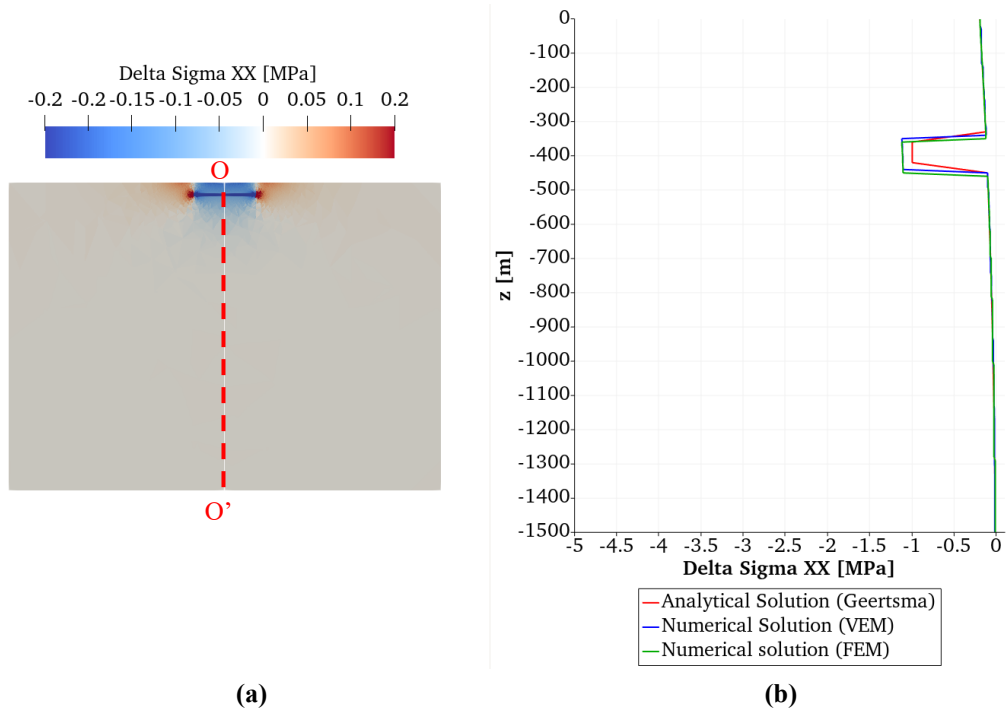 Delta Sigma XX [MPa]
-0.2 -0.2 -0.15 -0.1 -0.05 0 0.05 0.1 0.2
O
O’
(a)
0
-100
-200
-300
-400
-500
-600
-700
-800
-900
-1000
-1100
-1200
-1300
-1400
-1500
z [m]
-5 -4.5 -4 -3.5 -3 -2.5 -2 -1.5 -1 -0.5 0
Delta Sigma XX [MPa]
Analytical Solution (Geertsma)
Numerical Solution (VEM)
Numerical solution (FEM)
(b)